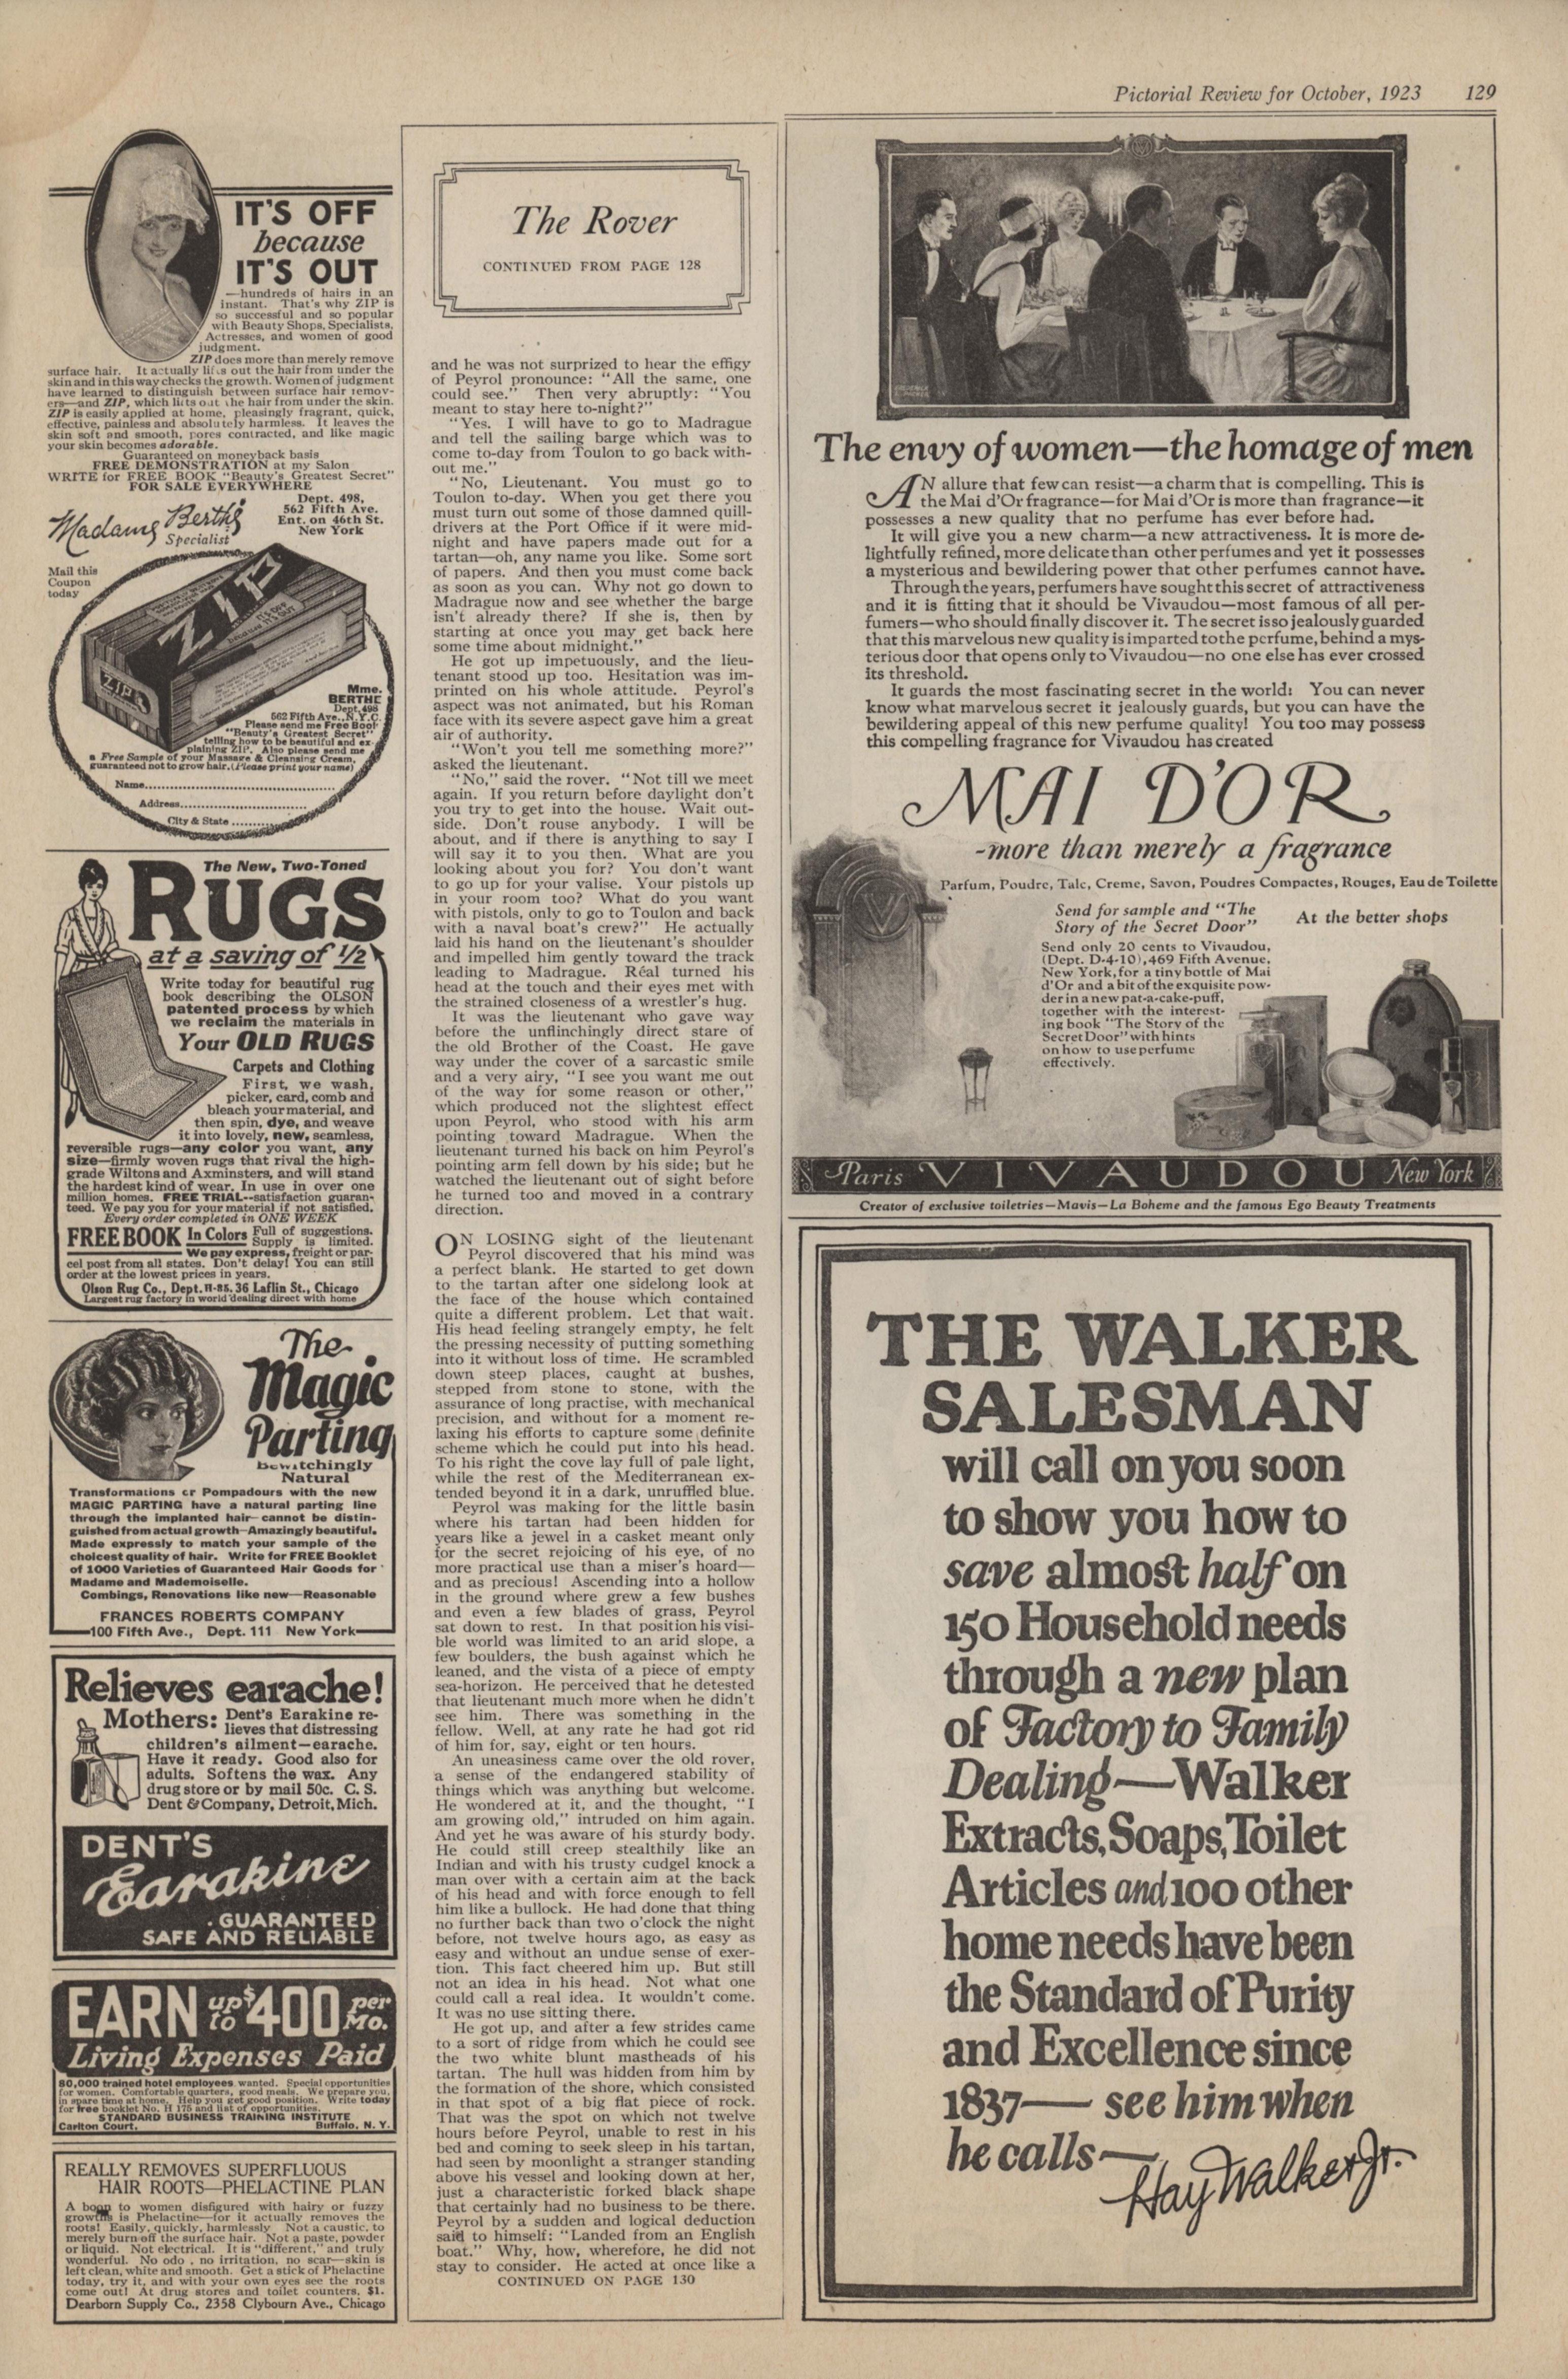 Pictorial Review for October, 1923 129
IT'S OFF
because
IT'S OUT
—hundreds of hairs in an
instant. That's why ZIP is
so successful and so popular
with Beauty Shops, Specialists,
Actresses, and women of good
judgment.
ZIP does more than merely remove
surface hair. It actually lifts out the hair from under the
skin and in this way checks the growth. Women of judgment
have learned to distinguish between surface hair remov-
ers—and ZIP, which lifts out the hair from under the skin.
ZIP is easily applied at home, pleasingly fragrant, quick,
effective, painless and absolutely harmless. It leaves the
skin soft and smooth, pores contracted, and like magic
your skin becomes adorable.
Guaranteed on moneyback basis
FREE DEMONSTRATION at my Salon
WRITE for FREE BOOK "Beauty's Greatest Secret"
FOR SALE EVERYWHERE
Madame Berthé
Specialist
Dept. 498,
562 Fifth Ave.
Ent. on 46th St.
New York
Mail this
Coupon
today
ZIP
IT'S OFF
because
IT'S OUT
ZIP
Mme.
BERTHE
Dept. 498
562 Fifth Ave., N.Y.C.
Please send me Free Book
"Beauty's Greatest Secret"
telling how to be beautiful and ex-
plaining ZIP. Also please send me
a Free Sample of your Massage & Cleansing Cream,
guaranteed not to grow hair. (Please print your name)
Name
Address
City & State
The New, Two-Toned
RUGS
at a saving of 1/2
Write today for beautiful rug
book describing the OLSON
patented process by which
we reclaim the materials in
Your OLD RUGS
Carpets and Clothing
First, we wash,
picker, card, comb and
bleach your material, and
then spin, dye, and weave
it into lovely, new, seamless,
reversible rugs—any color you want, any
size—firmly woven rugs that rival the high-
grade Wiltons and Axminsters, and will stand
the hardest kind of wear. In use in over one
million homes. FREE TRIAL--satisfaction guaran-
teed. We pay you for your material if not satisfied.
Every order completed in ONE WEEK
FREE BOOK In Colors Full of suggestions.
Supply is limited.
We pay express, freight or par-
cel post from all states. Don't delay! You can still
order at the lowest prices in years.
Olson Rug Co., Dept. H-85, 36 Laflin St., Chicago
Largest rug factory in world dealing direct with home
The
Magic
Parting
Bewitchingly
Natural
Transformations or Pompadours with the new
MAGIC PARTING have a natural parting line
through the implanted hair—cannot be distin-
guished from actual growth—Amazingly beautiful.
Made expressly to match your sample of the
choicest quality of hair. Write for FREE Booklet
of 1000 Varieties of Guaranteed Hair Goods for
Madame and Mademoiselle.
Combings, Renovations like new—Reasonable
FRANCES ROBERTS COMPANY
100 Fifth Ave., Dept. 111 New York
Relieves earache!
Mothers: Dent's Earakine re-
lieves that distressing
children's ailment—earache.
Have it ready. Good also for
adults. Softens the wax. Any
drug store or by mail 50c. C. S.
Dent & Company, Detroit, Mich.
DENT'S
Earakine
GUARANTEED
SAFE AND RELIABLE
EARN up to $400 per Mo.
Living Expenses Paid
80,000 trained hotel employees wanted. Special opportunities
for women. Comfortable quarters, good meals. We prepare you,
in spare time at home. Help you get good position. Write today
for free booklet No. H 175 and list of opportunities.
STANDARD BUSINESS TRAINING INSTITUTE
Carlton Court, Buffalo, N. Y.
REALLY REMOVES SUPERFLUOUS
HAIR ROOTS—PHELACTINE PLAN
A boon to women disfigured with hairy or fuzzy
growths is Phelactine—for it actually removes the
roots! Easily, quickly, harmlessly Not a caustic, to
merely burn off the surface hair. Not a paste, powder
or liquid. Not electrical. It is "different," and truly
wonderful. No odo , no irritation, no scar—skin is
left clean, white and smooth. Get a stick of Phelactine
today, try it, and with your own eyes see the roots
come out! At drug stores and toilet counters, $1.
Dearborn Supply Co., 2358 Clybourn Ave., Chicago
The Rover
CONTINUED FROM PAGE 128
and he was not surprized to hear the effigy
of Peyrol pronounce: "All the same, one
could see." Then very abruptly: "You
meant to stay here to-night?"
"Yes. I will have to go to Madrague
and tell the sailing barge which was to
come to-day from Toulon to go back with-
out me."
"No, Lieutenant. You must go to
Toulon to-day. When you get there you
must turn out some of those damned quill-
drivers at the Port Office if it were mid-
night and have papers made out for a
tartan—oh, any name you like. Some sort
of papers. And then you must come back
as soon as you can. Why not go down to
Madrague now and see whether the barge
isn't already there? If she is, then by
starting at once you may get back here
some time about midnight."
He got up impetuously, and the lieu-
tenant stood up too. Hesitation was im-
printed on his whole attitude. Peyrol's
aspect was not animated, but his Roman
face with its severe aspect gave him a great
air of authority.
"Won't you tell me something more?"
asked the lieutenant.
"No," said the rover. "Not till we meet
again. If you return before daylight don't
you try to get into the house. Wait out-
side. Don't rouse anybody. I will be
about, and if there is anything to say I
will say it to you then. What are you
looking about you for? You don't want
to go up for your valise. Your pistols up
in your room too? What do you want
with pistols, only to go to Toulon and back
with a naval boat's crew?" He actually
laid his hand on the lieutenant's shoulder
and impelled him gently toward the track
leading to Madrague. Réal turned his
head at the touch and their eyes met with
the strained closeness of a wrestler's hug.
It was the lieutenant who gave way
before the unflinchingly direct stare of
the old Brother of the Coast. He gave
way under the cover of a sarcastic smile
and a very airy, "I see you want me out
of the way for some reason or other,"
which produced not the slightest effect
upon Peyrol, who stood with his arm
pointing toward Madrague. When the
lieutenant turned his back on him Peyrol's
pointing arm fell down by his side; but he
watched the lieutenant out of sight before
he turned too and moved in a contrary
direction.
ON LOSING sight of the lieutenant
Peyrol discovered that his mind was
a perfect blank. He started to get down
to the tartan after one sidelong look at
the face of the house which contained
quite a different problem. Let that wait.
His head feeling strangely empty, he felt
the pressing necessity of putting something
into it without loss of time. He scrambled
down steep places, caught at bushes,
stepped from stone to stone, with the
assurance of long practise, with mechanical
precision, and without for a moment re-
laxing his efforts to capture some definite
scheme which he could put into his head.
To his right the cove lay full of pale light,
while the rest of the Mediterranean ex-
tended beyond it in a dark, unruffled blue.
Peyrol was making for the little basin
where his tartan had been hidden for
years like a jewel in a casket meant only
for the secret rejoicing of his eye, of no
more practical use than a miser's hoard—
and as precious! Ascending into a hollow
in the ground where grew a few bushes
and even a few blades of grass, Peyrol
sat down to rest. In that position his visi-
ble world was limited to an arid slope, a
few boulders, the bush against which he
leaned, and the vista of a piece of empty
sea-horizon. He perceived that he detested
that lieutenant much more when he didn't
see him. There was something in the
fellow. Well, at any rate he had got rid
of him for, say, eight or ten hours.
An uneasiness came over the old rover,
a sense of the endangered stability of
things which was anything but welcome.
He wondered at it, and the thought, "I
am growing old," intruded on him again.
And yet he was aware of his sturdy body.
He could still creep stealthily like an
Indian and with his trusty cudgel knock a
man over with a certain aim at the back
of his head and with force enough to fell
him like a bullock. He had done that thing
no further back than two o'clock the night
before, not twelve hours ago, as easy as
easy and without an undue sense of exer-
tion. This fact cheered him up. But still
not an idea in his head. Not what one
could call a real idea. It wouldn't come.
It was no use sitting there.
He got up, and after a few strides came
to a sort of ridge from which he could see
the two white blunt mastheads of his
tartan. The hull was hidden from him by
the formation of the shore, which consisted
in that spot of a big flat piece of rock.
That was the spot on which not twelve
hours before Peyrol, unable to rest in his
bed and coming to seek sleep in his tartan,
had seen by moonlight a stranger standing
above his vessel and looking down at her,
just a characteristic forked black shape
that certainly had no business to be there.
Peyrol by a sudden and logical deduction
said to himself: "Landed from an English
boat." Why, how, wherefore, he did not
stay to consider. He acted at once like a
CONTINUED ON PAGE 130
The envy of women—the homage of men
AN allure that few can resist—a charm that is compelling. This is
the Mai d'Or fragrance—for Mai d'Or is more than fragrance—it
possesses a new quality that no perfume has ever before had.
It will give you a new charm—a new attractiveness. It is more de-
lightfully refined, more delicate than other perfumes and yet it possesses
a mysterious and bewildering power that other perfumes cannot have.
Through the years, perfumers have sought this secret of attractiveness
and it is fitting that it should be Vivaudou—most famous of all per-
fumers—who should finally discover it. The secret is so jealously guarded
that this marvelous new quality is imparted to the perfume, behind a mys-
terious door that opens only to Vivaudou—no one else has ever crossed
its threshold.
It guards the most fascinating secret in the world: You can never
know what marvelous secret it jealously guards, but you can have the
bewildering appeal of this new perfume quality! You too may possess
this compelling fragrance for Vivaudou has created
MAI D'OR
-more than merely a fragrance
Parfum, Poudre, Talc, Creme, Savon, Poudres Compactes, Rouges, Eau de Toilette
Send for sample and "The
Story of the Secret Door"
At the better shops
Send only 20 cents to Vivaudou,
(Dept. D-4-10), 469 Fifth Avenue,
New York, for a tiny bottle of Mai
d'Or and a bit of the exquisite pow-
der in a new pat-a-cake-puff,
together with the interest-
ing book "The Story of the
Secret Door" with hints
on how to use perfume
effectively.
V
Paris VIVAUDOU New York
Creator of exclusive toiletries—Mavis—La Boheme and the famous Ego Beauty Treatments
THE WALKER
SALESMAN
will call on you soon
to show you how to
save almost half on
150 Household needs
through a new plan
of Factory to Family
Dealing—Walker
Extracts, Soaps, Toilet
Articles and 100 other
home needs have been
the Standard of Purity
and Excellence since
1837— see him when
he calls—
Hay Walker Jr.